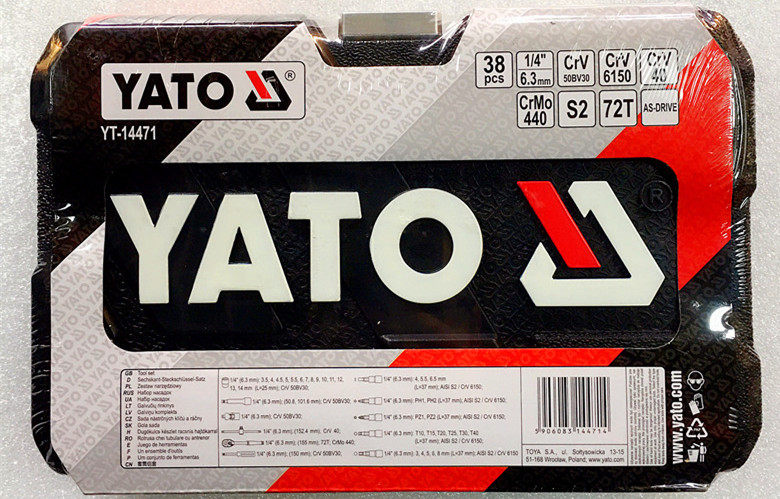 YATO ®
YT-14471
38 pcs
1/4" 6.3mm
CrV 50BV30
CrV 6150
CrV 40
CrMo 440
S2
72T
AS-DRIVE
YATO ®
GB Tool set
D Sechskant-Steckschlüssel-Satz
PL Zestaw narzędziowy
RUS Набор насадок
UA Набор насадок
LT Galvučių rinkinys
LV Galviņu komplekts
CZ Sada nástrčných klíčů a ráčny
SK Gola sada
H Dugókulcs készlet racsnis hajtókarral
RO Trusa chei tubulare cu antrenor
E Juego de herramientas
F Un ensemble d'outils
P Um conjunto de ferramentas
CN
1/4" (6.3 mm); 3.5, 4, 4.5, 5, 5.5, 6, 7, 8, 9, 10, 11, 12,
13, 14 mm (L=25 mm); CrV 50BV30;
1/4" (6.3 mm); (50.8, 101.6 mm); CrV 50BV30;
1/4" (6.3 mm); CrV 50BV30;
1/4" (6.3 mm); (152,4 mm); CrV 40;
1/4" (6.3 mm); (155 mm); 72T; CrMo 440;
1/4" (6.3 mm); (150 mm); CrV 50BV30;
1/4" (6.3 mm); 4, 5.5, 6.5 mm
(L=37 mm); AISI S2 / CrV 6150;
1/4" (6.3 mm); PH1, PH2 (L=37 mm); AISI S2 / CrV 6150;
1/4" (6.3 mm); PZ1, PZ2 (L=37 mm); AISI S2 / CrV 6150;
1/4" (6.3 mm); T10, T15, T20, T25, T30, T40
(L=37 mm); AISI S2 / CrV 6150;
1/4" (6.3 mm); 3, 4, 5, 6, 8 mm (L=37 mm); AISI S2 / CrV 6150
5 906083 144714
TOYA S.A., ul. Sołtysowicka 13-15
51-168 Wrocław, Poland; www.yato.com
www.yato.com